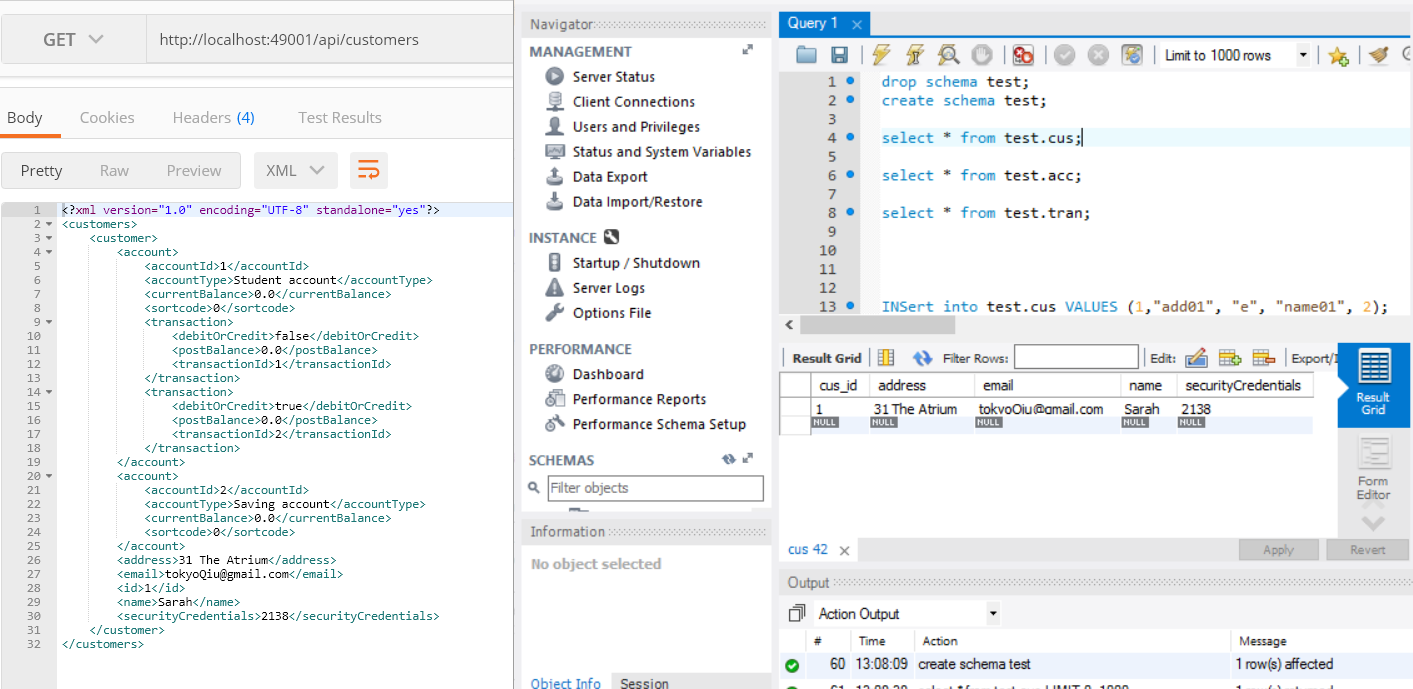 GET
http://localhost:49001/api/customers
Body
Cookies
Headers (4)
Test Results
Pretty
Raw
Preview
XML
1 <?xml version="1.0" encoding="UTF-8" standalone="yes"?>
2 <customers>
3 <customer>
4 <account>
5 <accountId>1</accountId>
6 <accountType>Student account</accountType>
7 <currentBalance>0.0</currentBalance>
8 <sortcode>0</sortcode>
9 <transaction>
10 <debitOrCredit>false</debitOrCredit>
11 <postBalance>0.0</postBalance>
12 <transactionId>1</transactionId>
13 </transaction>
14 <transaction>
15 <debitOrCredit>true</debitOrCredit>
16 <postBalance>0.0</postBalance>
17 <transactionId>2</transactionId>
18 </transaction>
19 </account>
20 <account>
21 <accountId>2</accountId>
22 <accountType>Saving account</accountType>
23 <currentBalance>0.0</currentBalance>
24 <sortcode>0</sortcode>
25 </account>
26 <address>31 The Atrium</address>
27 <email>tokyoQiu@gmail.com</email>
28 <id>1</id>
29 <name>Sarah</name>
30 <securityCredentials>2138</securityCredentials>
31 </customer>
32 </customers>
Navigator
MANAGEMENT
Server Status
Client Connections
Users and Privileges
Status and System Variables
Data Export
Data Import/Restore
INSTANCE
Startup / Shutdown
Server Logs
Options File
PERFORMANCE
Dashboard
Performance Reports
Performance Schema Setup
SCHEMAS
Filter objects
Information
No object selected
Object Info Session
Query 1
Limit to 1000 rows
1 drop schema test;
2 create schema test;
3
4 select * from test.cus;
5
6 select * from test.acc;
7
8 select * from test.tran;
9
10
11
12
13 INSert into test.cus VALUES (1,"add01", "e", "name01", 2);
Result Grid Filter Rows: Edit: Export/I
cus_id address email name securityCredentials
1 31 The Atrium tokyoQiu@gmail.com Sarah 2138
NULL NULL NULL NULL NULL
Result Grid
Form Editor
cus 42
Apply Revert
Output
Action Output
# Time Action Message
60 13:08:09 create schema test 1 row(s) affected